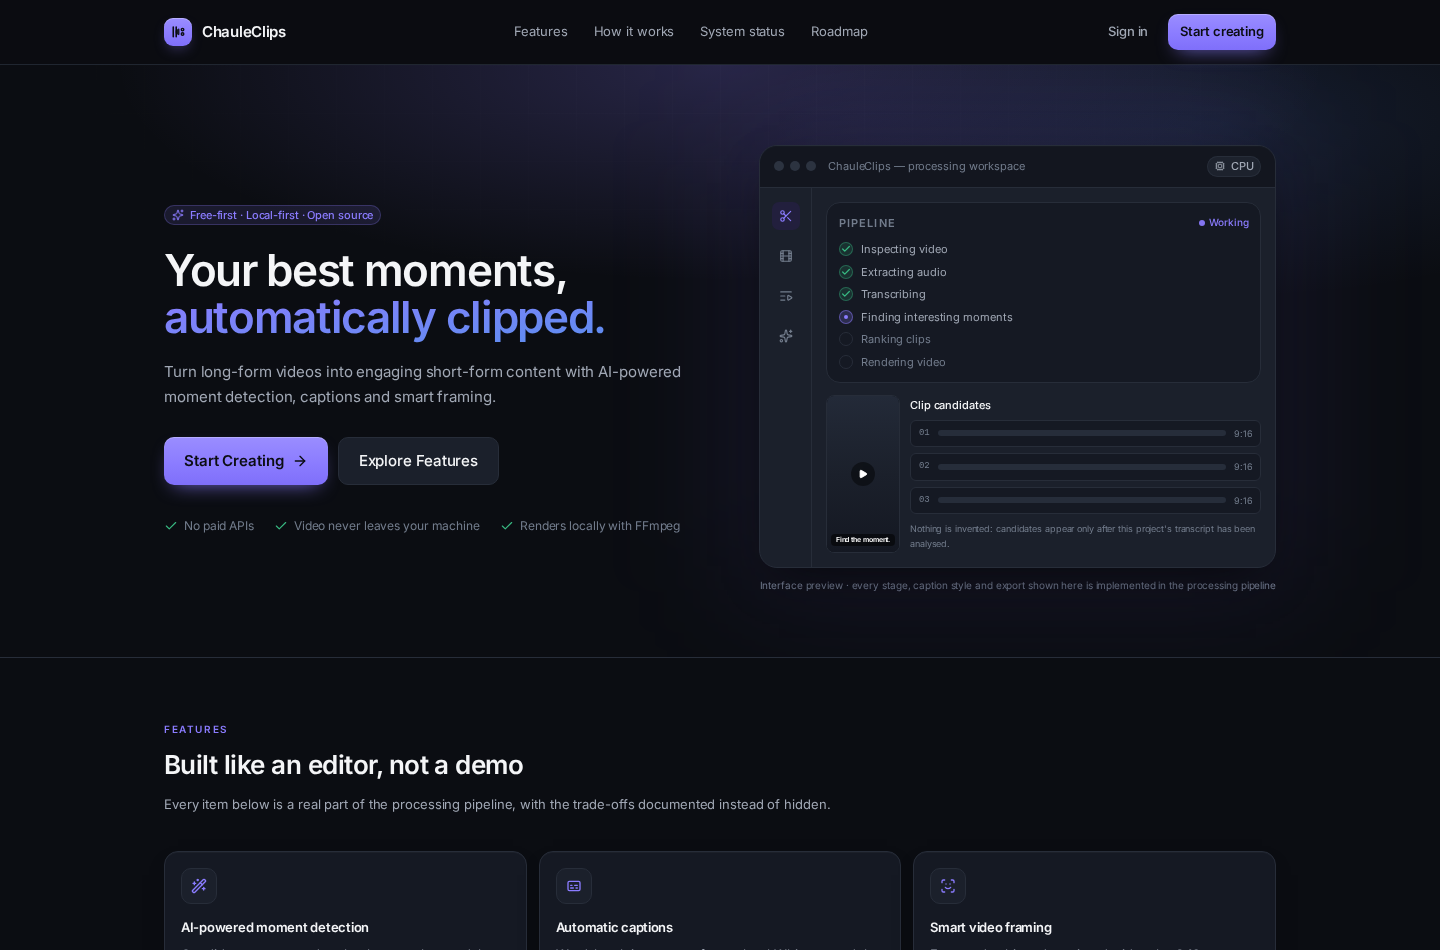 ChauleClips
Features
How it works
System status
Roadmap
Sign in
Start creating
Free-first · Local-first · Open source
Your best moments,
automatically clipped.
Turn long-form videos into engaging short-form content with AI-powered
moment detection, captions and smart framing.
Start Creating
Explore Features
No paid APIs
Video never leaves your machine
Renders locally with FFmpeg
ChauleClips — processing workspace
CPU
PIPELINE
Working
Inspecting video
Extracting audio
Transcribing
Finding interesting moments
Ranking clips
Rendering video
Find the moment.
Clip candidates
01
9:16
02
9:16
03
9:16
Nothing is invented: candidates appear only after this project's transcript has been
analysed.
Interface preview · every stage, caption style and export shown here is implemented in the processing pipeline
FEATURES
Built like an editor, not a demo
Every item below is a real part of the processing pipeline, with the trade-offs documented instead of hidden.
AI-powered moment detection
Automatic captions
Smart video framing